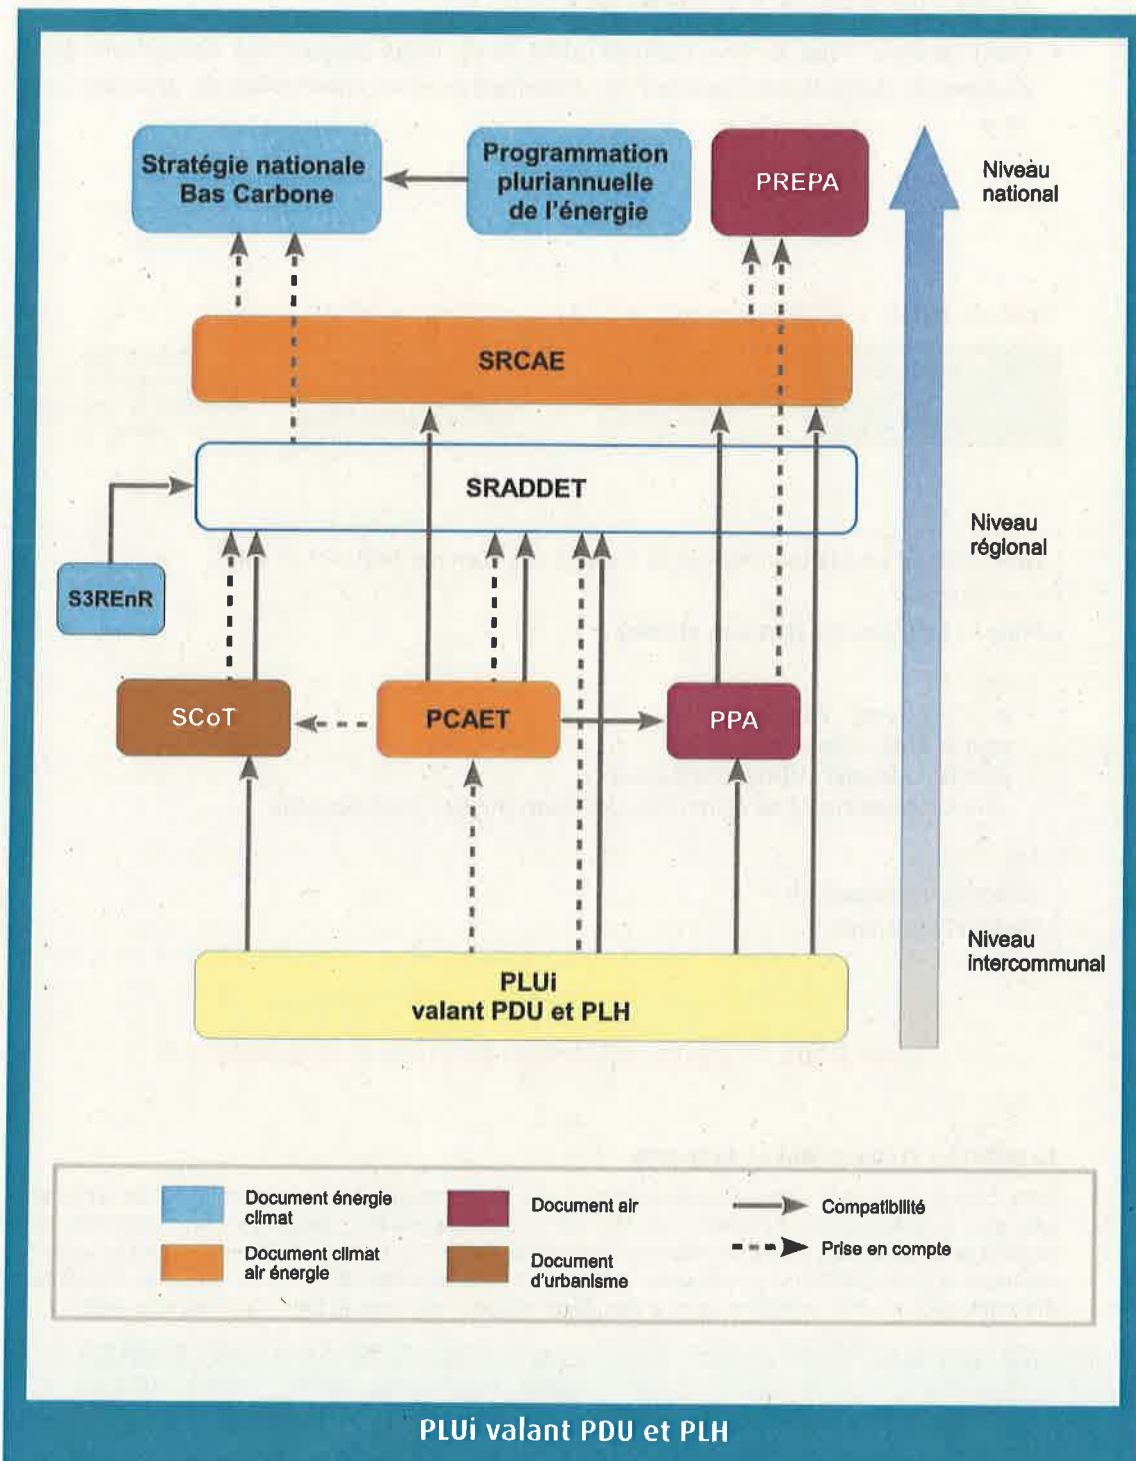 Stratégie nationale
Bas Carbone
Programmation
pluriannuelle
de l'énergie
PREPA
Niveau
national
SRCAE
SRADDET
Niveau
régional
S3REnR
SCoT
PCAET
PPA
Niveau
intercommunal
PLUi
valant PDU et PLH
Document énergie
climat
Document air
Compatibilité
Document climat
air énergie
Document
d'urbanisme
Prise en compte
PLUi valant PDU et PLH